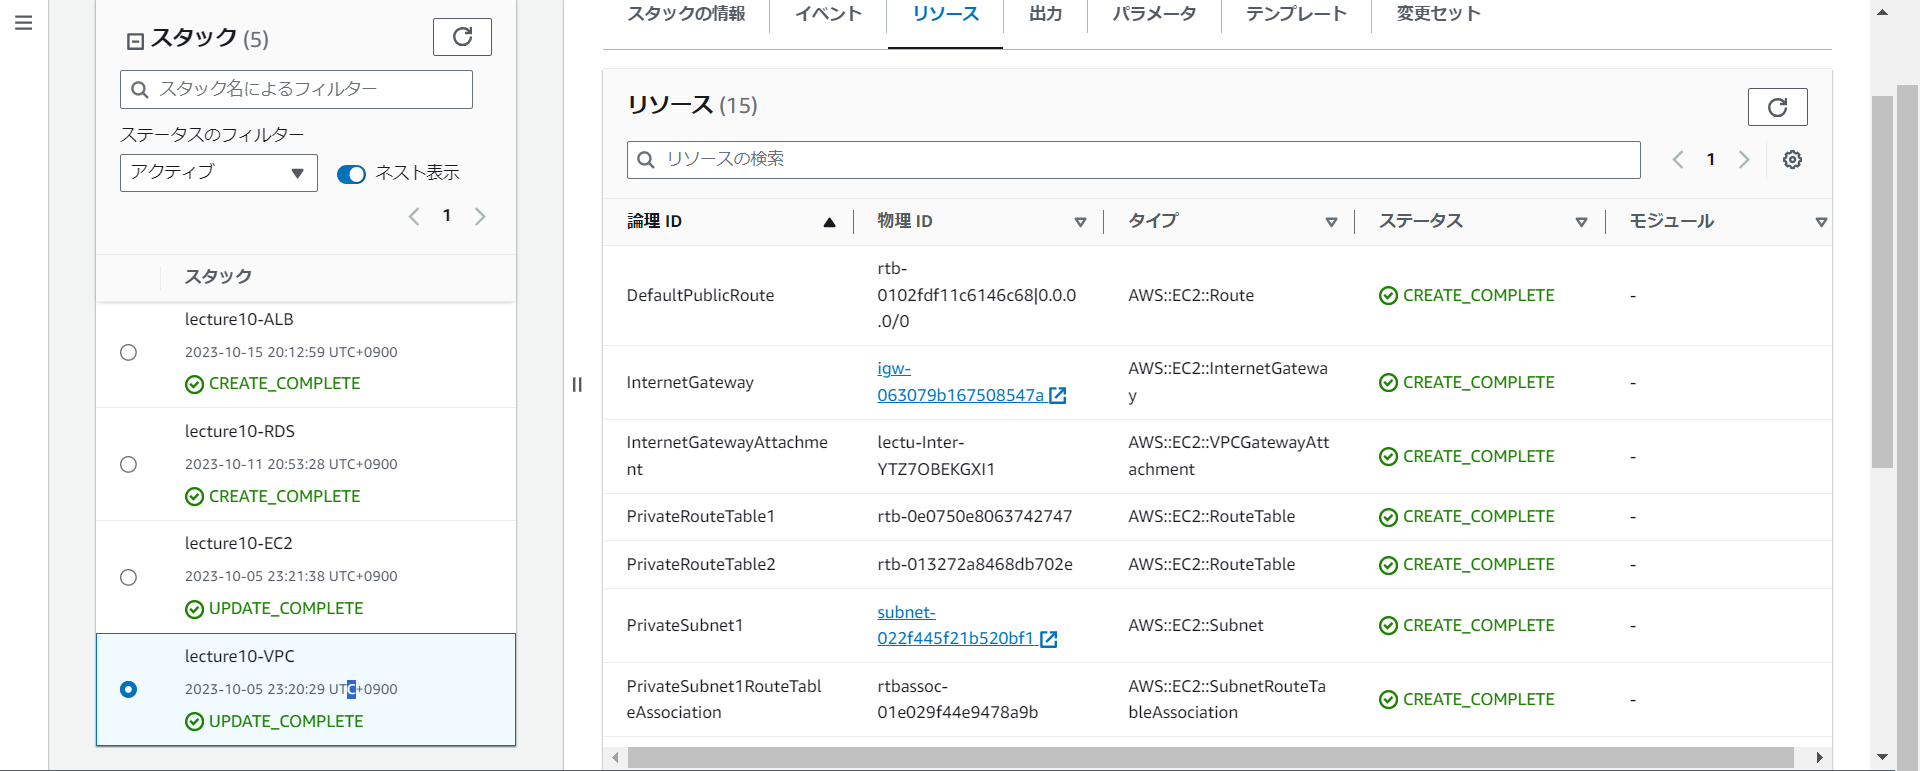 スタック (5)
スタック名によるフィルター
ステータスのフィルター
アクティブ
ネスト表示
1
スタック
lecture10-ALB
2023-10-15 20:12:59 UTC+0900
CREATE_COMPLETE
lecture10-RDS
2023-10-11 20:53:28 UTC+0900
CREATE_COMPLETE
lecture10-EC2
2023-10-05 23:21:38 UTC+0900
UPDATE_COMPLETE
lecture10-VPC
2023-10-05 23:20:29 UTC+0900
UPDATE_COMPLETE
スタックの情報 イベント リソース 出力 パラメータ テンプレート 変更セット
リソース (15)
リソースの検索
1
論理 ID 物理 ID タイプ ステータス モジュール
rtb-
DefaultPublicRoute 0102fdf11c6146c68|0.0.0 AWS::EC2::Route CREATE_COMPLETE -
.0/0
igw- AWS::EC2::InternetGatewa
InternetGateway CREATE_COMPLETE -
063079b167508547a y
InternetGatewayAttachme lectu-Inter- AWS::EC2::VPCGatewayAtt
CREATE_COMPLETE -
nt YTZ7OBEKGXI1 achment
PrivateRouteTable1 rtb-0e0750e8063742747 AWS::EC2::RouteTable CREATE_COMPLETE -
PrivateRouteTable2 rtb-013272a8468db702e AWS::EC2::RouteTable CREATE_COMPLETE -
subnet-
PrivateSubnet1 AWS::EC2::Subnet CREATE_COMPLETE -
022f445f21b520bf1
PrivateSubnet1RouteTabl rtbassoc- AWS::EC2::SubnetRouteTa
CREATE_COMPLETE -
eAssociation 01e029f44e9478a9b bleAssociation